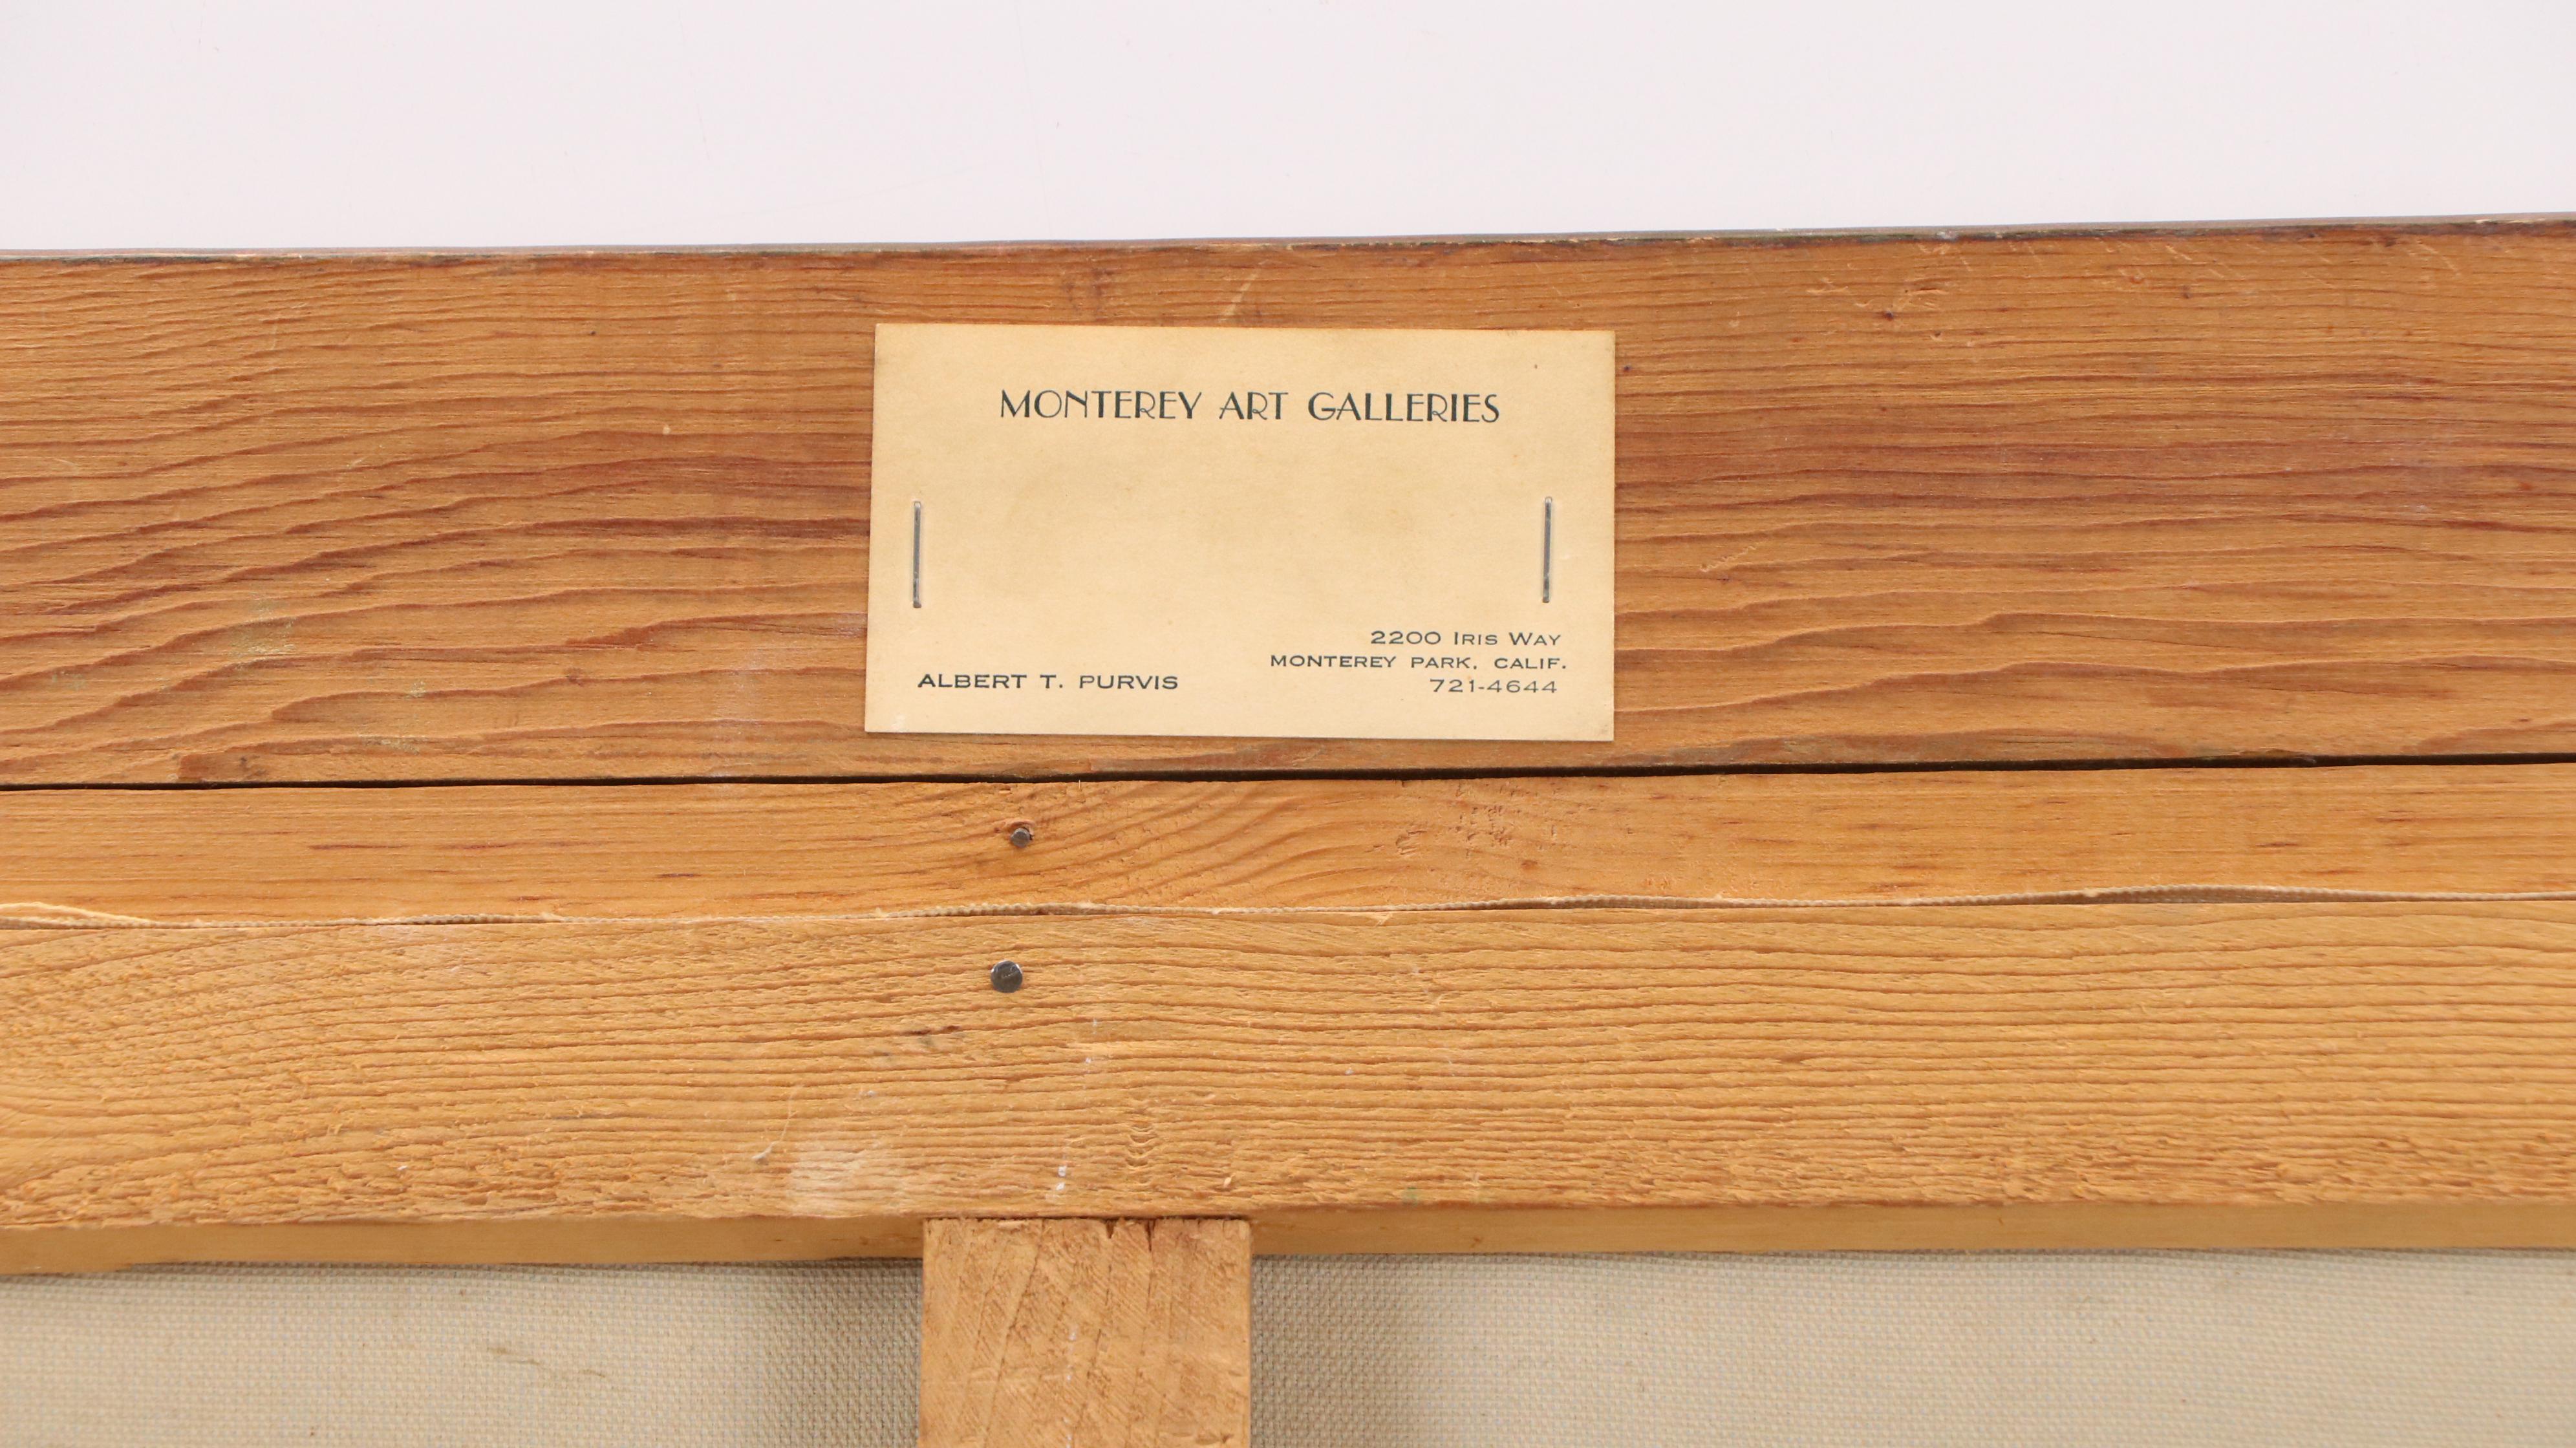 MONTEREY ART GALLERIES
ALBERT T. PURVIS
2200 IRIS WAY
MONTEREY PARK, CALIF.
721-4644